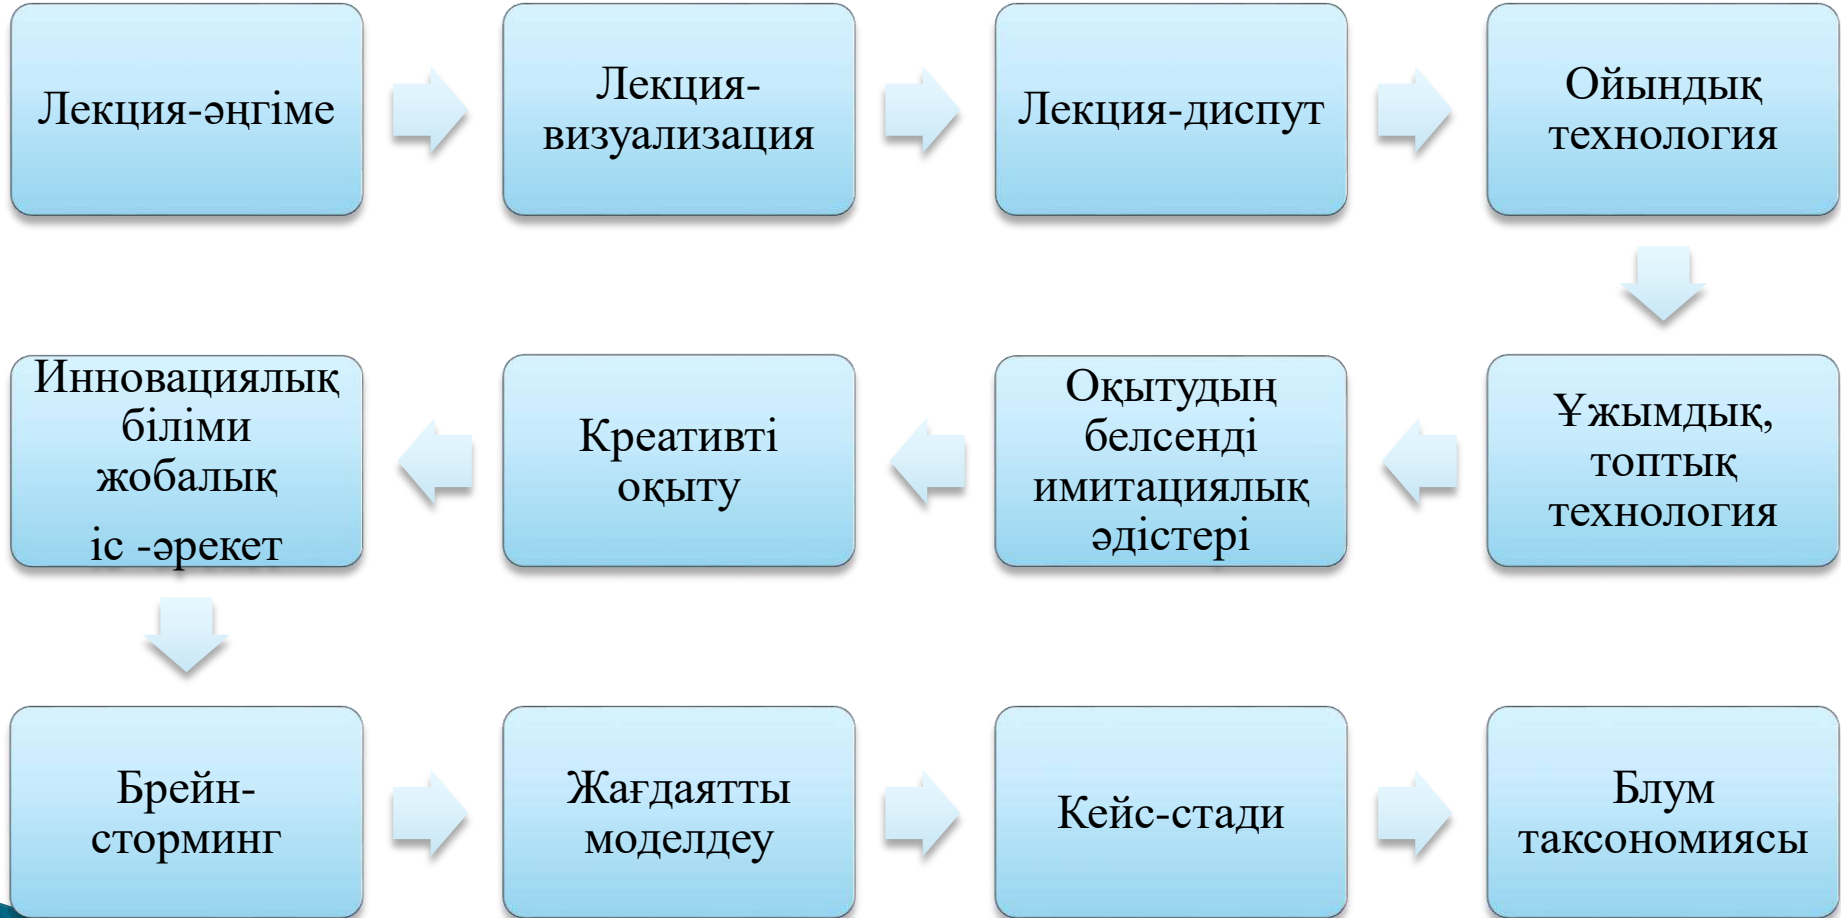 Лекция-әңгіме
Лекция-
визуализация
Лекция-диспут
Ойындық
технология
Ұжымдық,
топтық
технология
Оқытудың
белсенді
имитациялық
әдістері
Креативті
оқыту
Инновациялық
біліми
жобалық
іс -әрекет
Брейн-
сторминг
Жағдаятты
моделдеу
Кейс-стади
Блум
таксономиясы